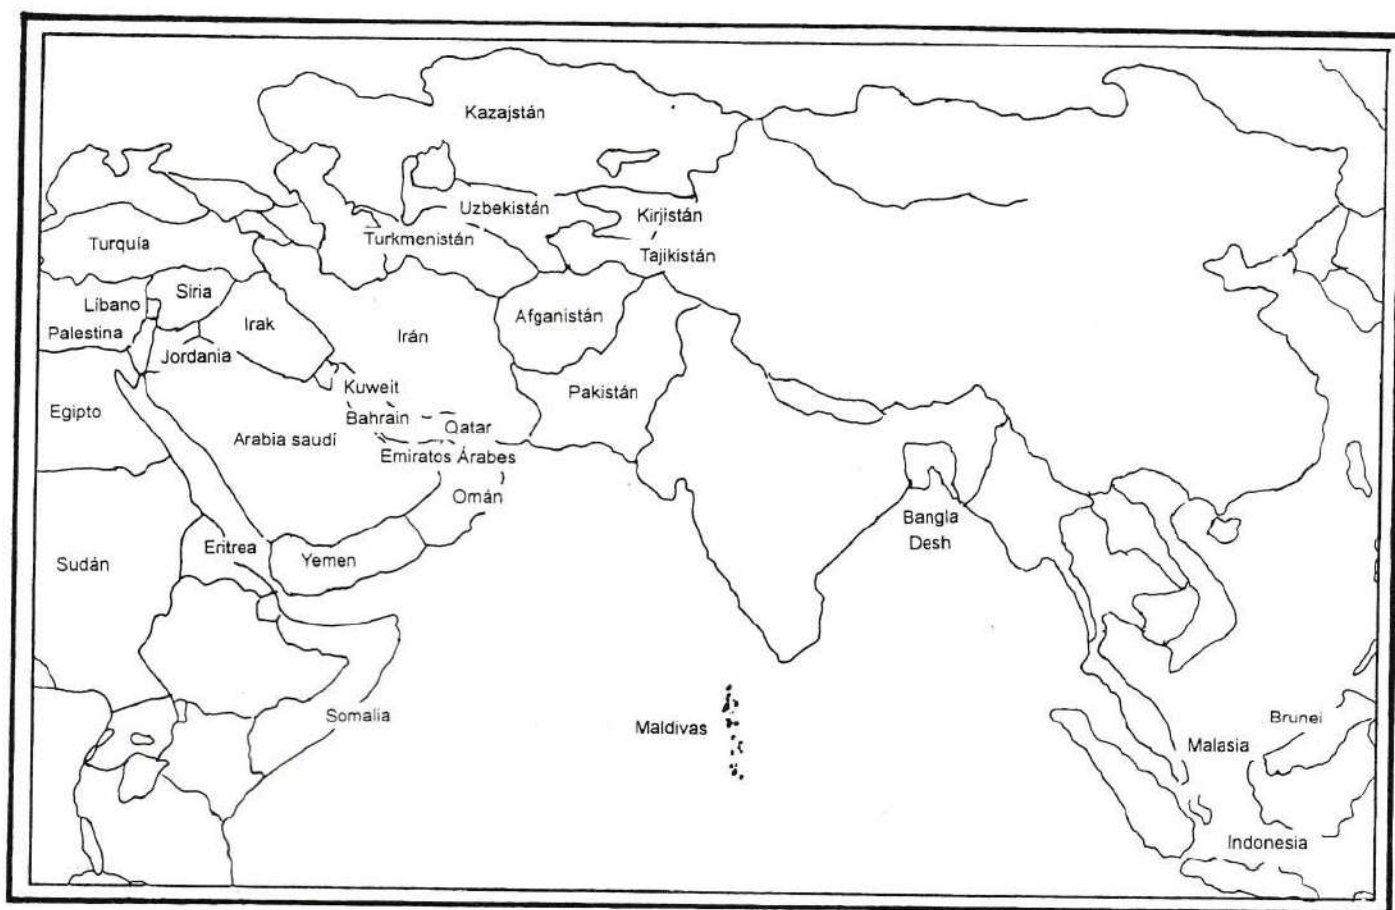 Kazajstán
Uzbekistán
Kirjistán
Turquía
Turkmenistán
Tajikistán
Siria
Líbano
Irak
Afganistán
Palestina
Irán
Jordania
Kuweit
Pakistán
Egipto
Bahrain
Qatar
Arabia saudí
Emiratos Árabes
Omán
Bangla
Desh
Eritrea
Yemen
Sudán
Somalia
Maldivas
Brunei
Malasia
Indonesia